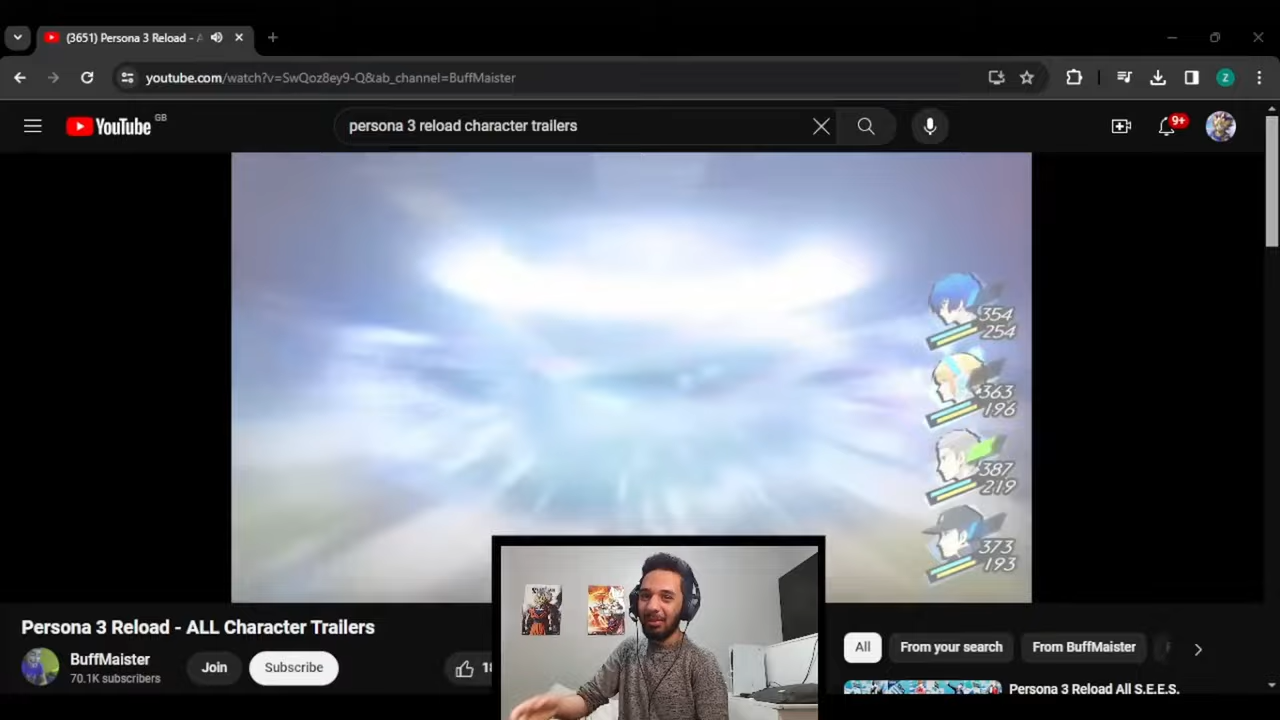 (3651) Persona 3 Reload - A
youtube.com/watch?v=SwQoz8ey9-Q&ab_channel=BuffMaister
Z
YouTube GB
persona 3 reload character trailers
9+
354
254
363
196
387
219
373
193
Persona 3 Reload - ALL Character Trailers
BuffMaister
70.1K subscribers
Join
Subscribe
18
All
From your search
From BuffMaister
Persona 3 Reload All S.E.E.S.